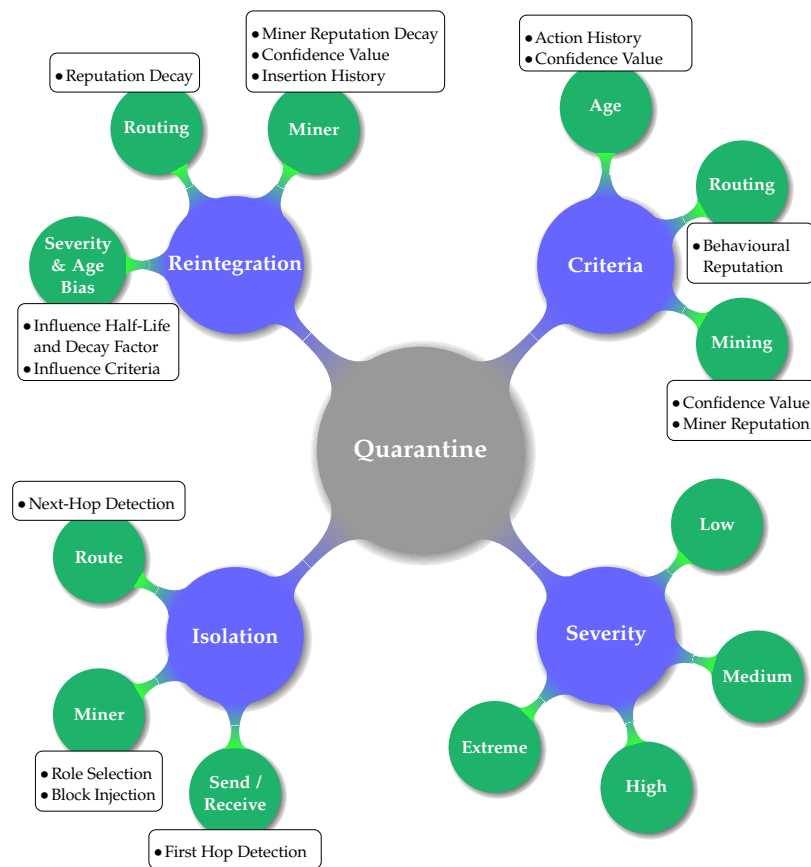 ● Miner Reputation Decay
● Confidence Value
● Insertion History
● Reputation Decay
Routing
Miner
Severity
& Age
Bias
Reintegration
● Influence Half-Life
and Decay Factor
● Influence Criteria
● Action History
● Confidence Value
Age
Routing
● Behavioural
Reputation
Criteria
Mining
● Confidence Value
● Miner Reputation
Quarantine
● Next-Hop Detection
Route
Isolation
Miner
● Role Selection
● Block Injection
Send /
Receive
● First Hop Detection
Low
Severity
Medium
Extreme
High